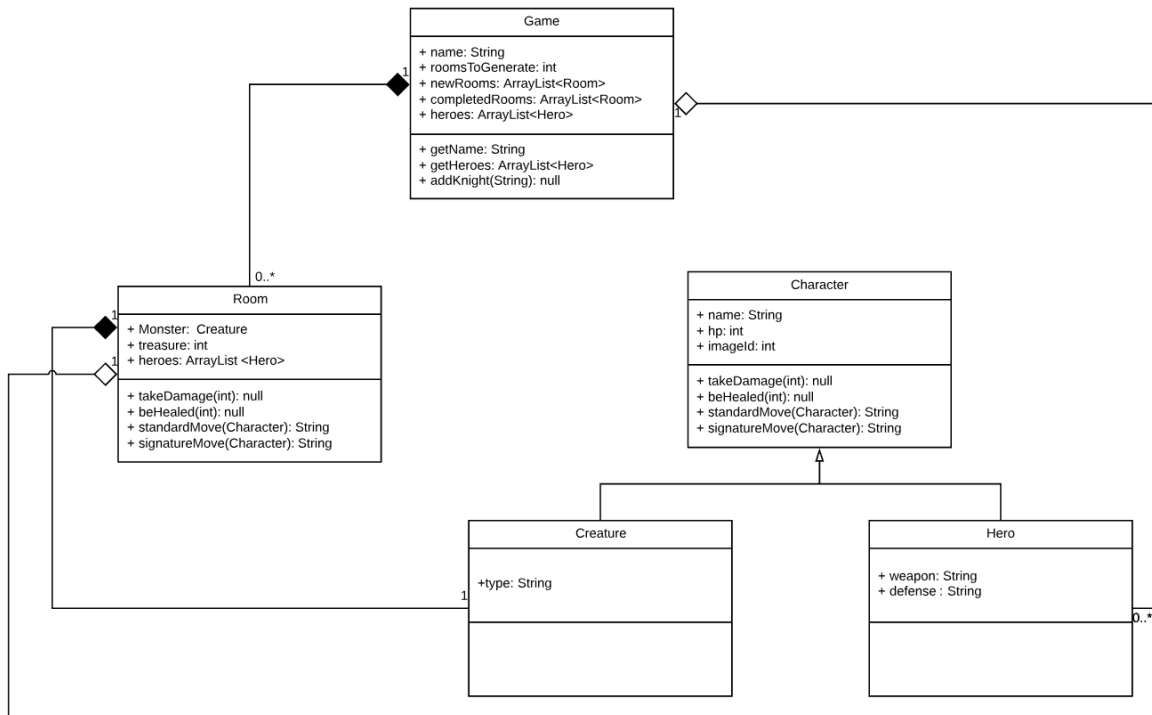 Game
+ name: String
+ roomsToGenerate: int
+ newRooms: ArrayList<Room>
+ completedRooms: ArrayList<Room>
+ heroes: ArrayList<Hero>
+ getName: String
+ getHeroes: ArrayList<Hero>
+ addKnight(String): null
1
1
0..*
Room
1
+ Monster:  Creature
+ treasure: int
1
+ heroes: ArrayList <Hero>
+ takeDamage(int): null
+ beHealed(int): null
+ standardMove(Character): String
+ signatureMove(Character): String
Character
+ name: String
+ hp: int
+ imageId: int
+ takeDamage(int): null
+ beHealed(int): null
+ standardMove(Character): String
+ signatureMove(Character): String
Creature
+type: String
1
Hero
+ weapon: String
+ defense : String
0..*